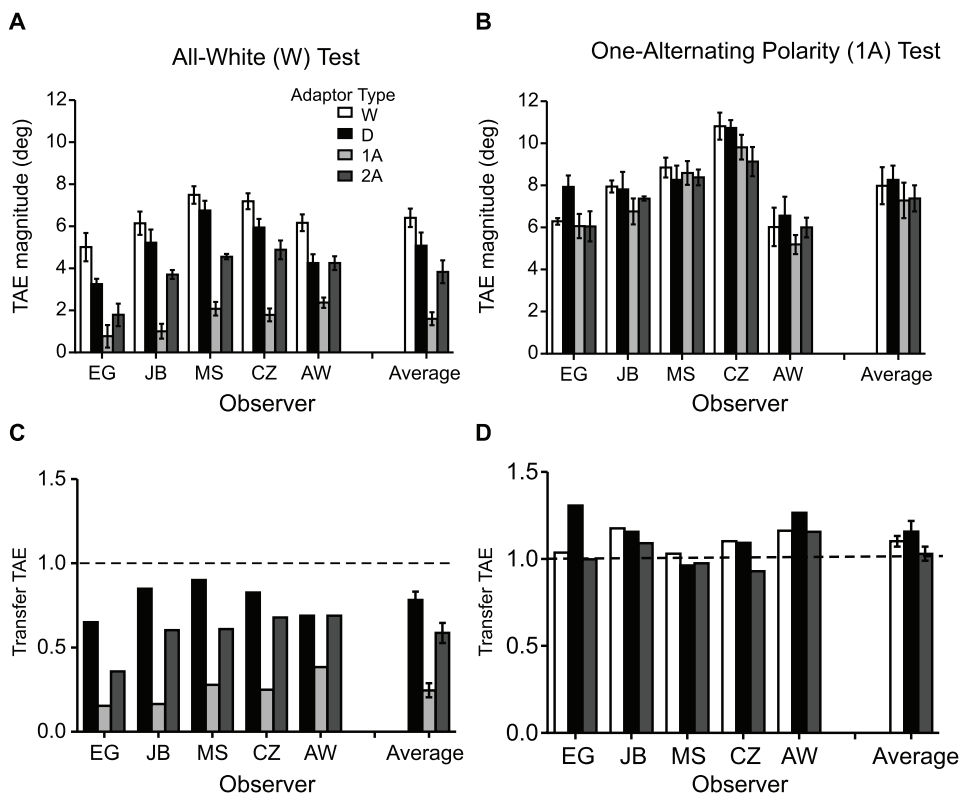 A
All-White (W) Test
Adaptor Type
W
D
1A
2A
TAE magnitude (deg)
12
10
8
6
4
2
0
EG JB MS CZ AW Average
Observer
B
One-Alternating Polarity (1A) Test
TAE magnitude (deg)
12
10
8
6
4
2
0
EG JB MS CZ AW Average
Observer
C
Transfer TAE
1.5
1.0
0.5
0.0
EG JB MS CZ AW Average
Observer
D
Transfer TAE
1.5
1.0
0.5
0.0
EG JB MS CZ AW Average
Observer